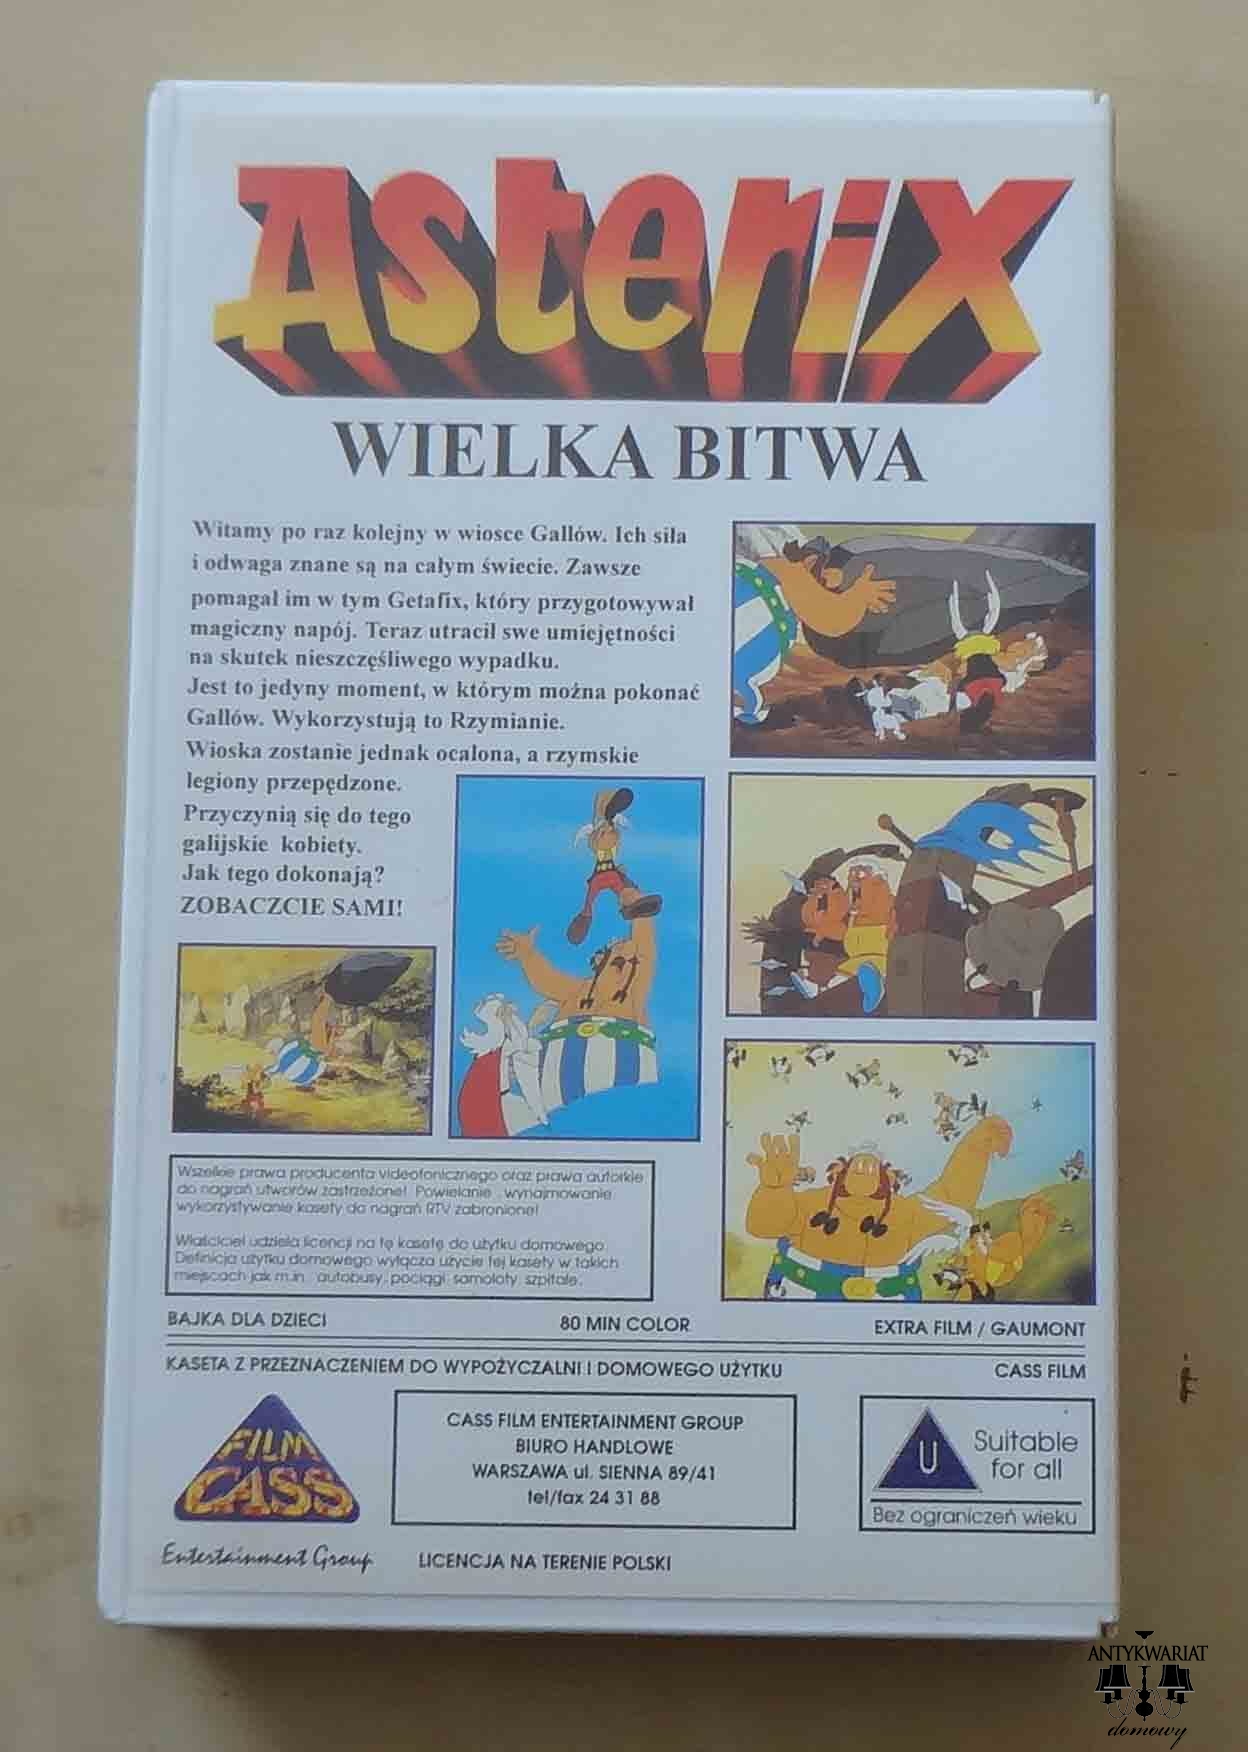 Asterix
WIELKA BITWA
Witamy po raz kolejny w wiosce Gallów. Ich siła
i odwaga znane są na całym świecie. Zawsze
pomagał im w tym Getafix, który przygotowywał
magiczny napój. Teraz utracił swe umiejętności
na skutek nieszczęśliwego wypadku.
Jest to jedyny moment, w którym można pokonać
Gallów. Wykorzystują to Rzymianie.
Wioska zostanie jednak ocalona, a rzymskie
legiony przepędzone.
Przyczynią się do tego
galijskie kobiety.
Jak tego dokonają?
ZOBACZCIE SAMI!
Wszelkie prawa producenta videofonicznego oraz prawa autorkie
do nagrań utworów zastrzeżone! Powielanie, wynajmowanie
wykorzystywanie kasety do nagrań RTV zabronione!
Właściciel udziela licencji na tę kasetę do użytku domowego
Definicja użytku domowego wyłącza użycie tej kasety w takich
miejscach jak m.in. autobusy, pociągi, samoloty, szpitale.
BAJKA DLA DZIECI
80 MIN COLOR
EXTRA FILM / GAUMONT
KASETA Z PRZEZNACZENIEM DO WYPOŻYCZALNI I DOMOWEGO UŻYTKU
CASS FILM
FILM
CASS
Entertainment Group
CASS FILM ENTERTAINMENT GROUP
BIURO HANDLOWE
WARSZAWA ul. SIENNA 89/41
tel/fax 24 31 88
LICENCJA NA TERENIE POLSKI
U
Suitable
for all
Bez ograniczeń wieku
ANTYKWARIAT
domowy